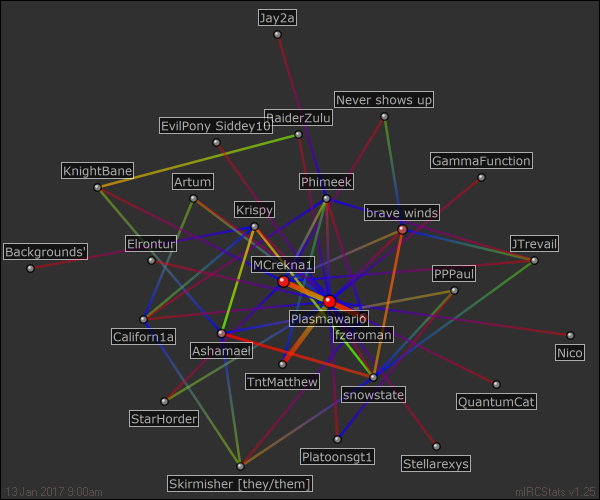 Jay2a
Never shows up
EvilPony Siddey10
RaiderZulu
GammaFunction
KnightBane
Artum
Phimeek
Krispy
brave winds
Backgrounds'
Elrontur
JTrevail
MCrekna1
PPPaul
Plasmawario
Californ1a
fzeroman
Ashamael
Nico
TntMatthew
snowstate
QuantumCat
StarHorder
Platoonsgt1
Stellarexys
Skirmisher [they/them]
13 Jan 2017 9:00am
mIRCStats v1.25